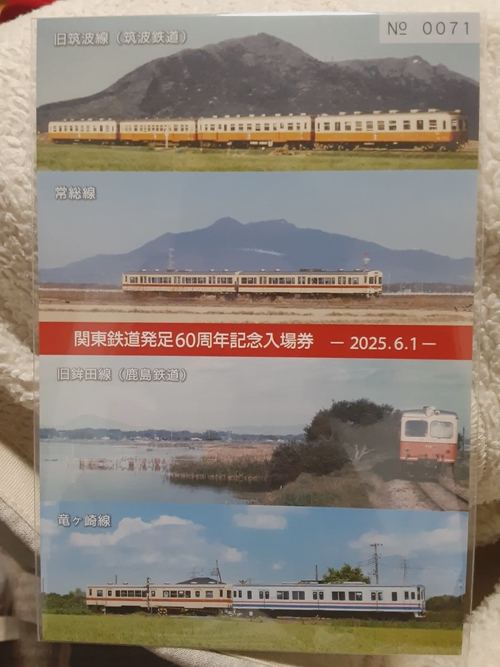 旧筑波線（筑波鉄道）
№ 0071
常総線
関東鉄道発足60周年記念入場券 －2025.6.1－
旧鉾田線（鹿島鉄道）
竜ヶ崎線